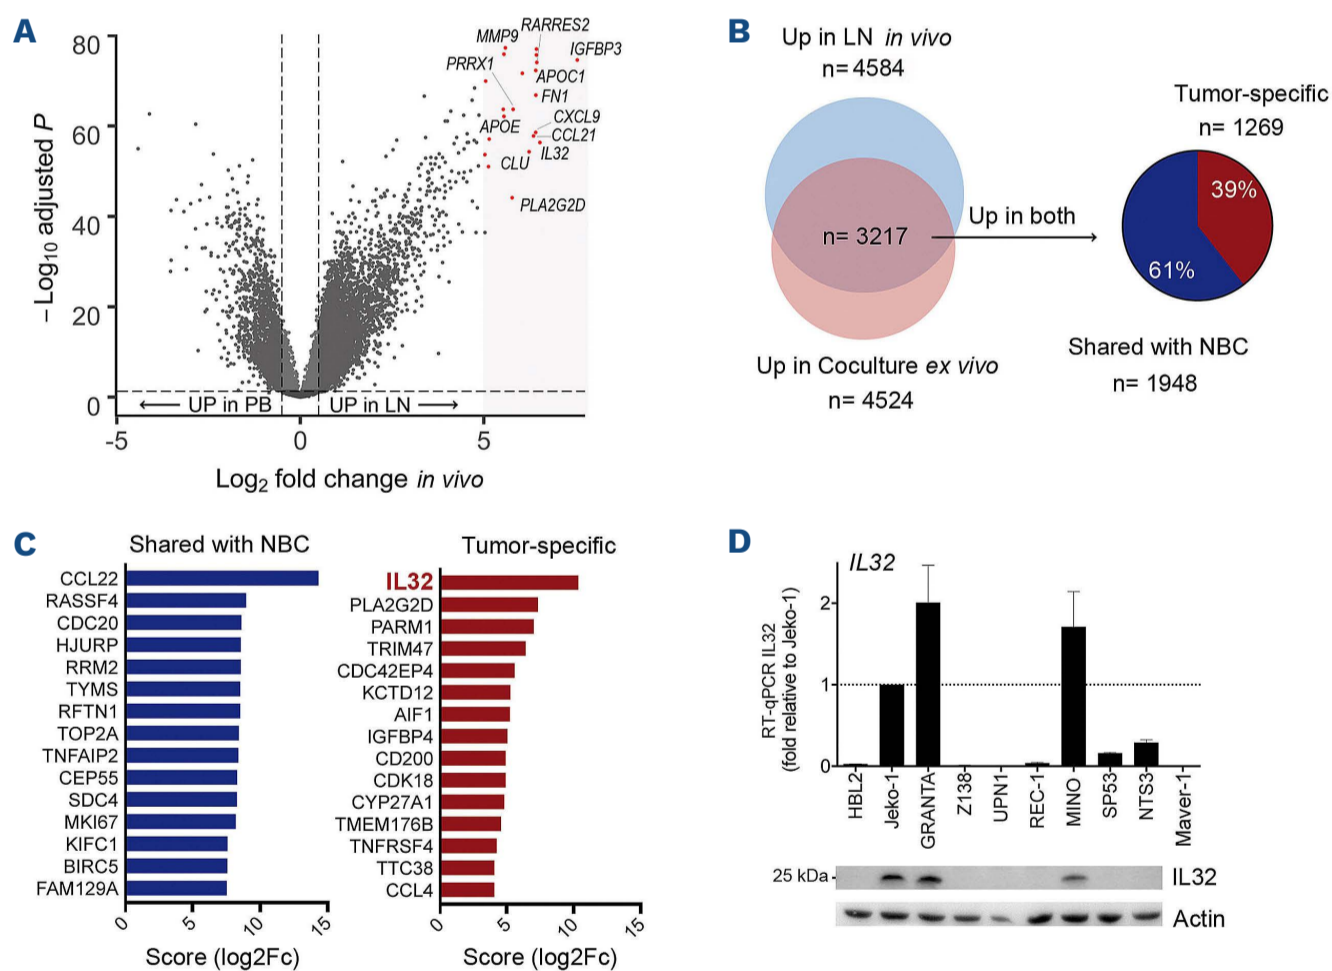 A
80
60
40
20
0
−Log10 adjusted P
MMP9
RARRES2
IGFBP3
PRRX1
APOC1
FN1
CXCL9
APOE
CCL21
IL32
CLU
PLA2G2D
UP in PB
UP in LN
-5
0
5
Log2 fold change in vivo
B
Up in LN in vivo
n= 4584
n= 3217
Up in both
Up in Coculture ex vivo
n= 4524
Tumor-specific
n= 1269
39%
61%
Shared with NBC
n= 1948
C
Shared with NBC
CCL22
RASSF4
CDC20
HJURP
RRM2
TYMS
RFTN1
TOP2A
TNFAIP2
CEP55
SDC4
MKI67
KIFC1
BIRC5
FAM129A
0
5
10
15
Score (log2Fc)
Tumor-specific
IL32
PLA2G2D
PARM1
TRIM47
CDC42EP4
KCTD12
AIF1
IGFBP4
CD200
CDK18
CYP27A1
TMEM176B
TNFRSF4
TTC38
CCL4
0
5
10
15
Score (log2Fc)
D
IL32
RT-qPCR IL32
(fold relative to Jeko-1)
2
1
0
HBL2
Jeko-1
GRANTA
Z138
UPN1
REC-1
MINO
SP53
NTS3
Maver-1
25 kDa
IL32
Actin